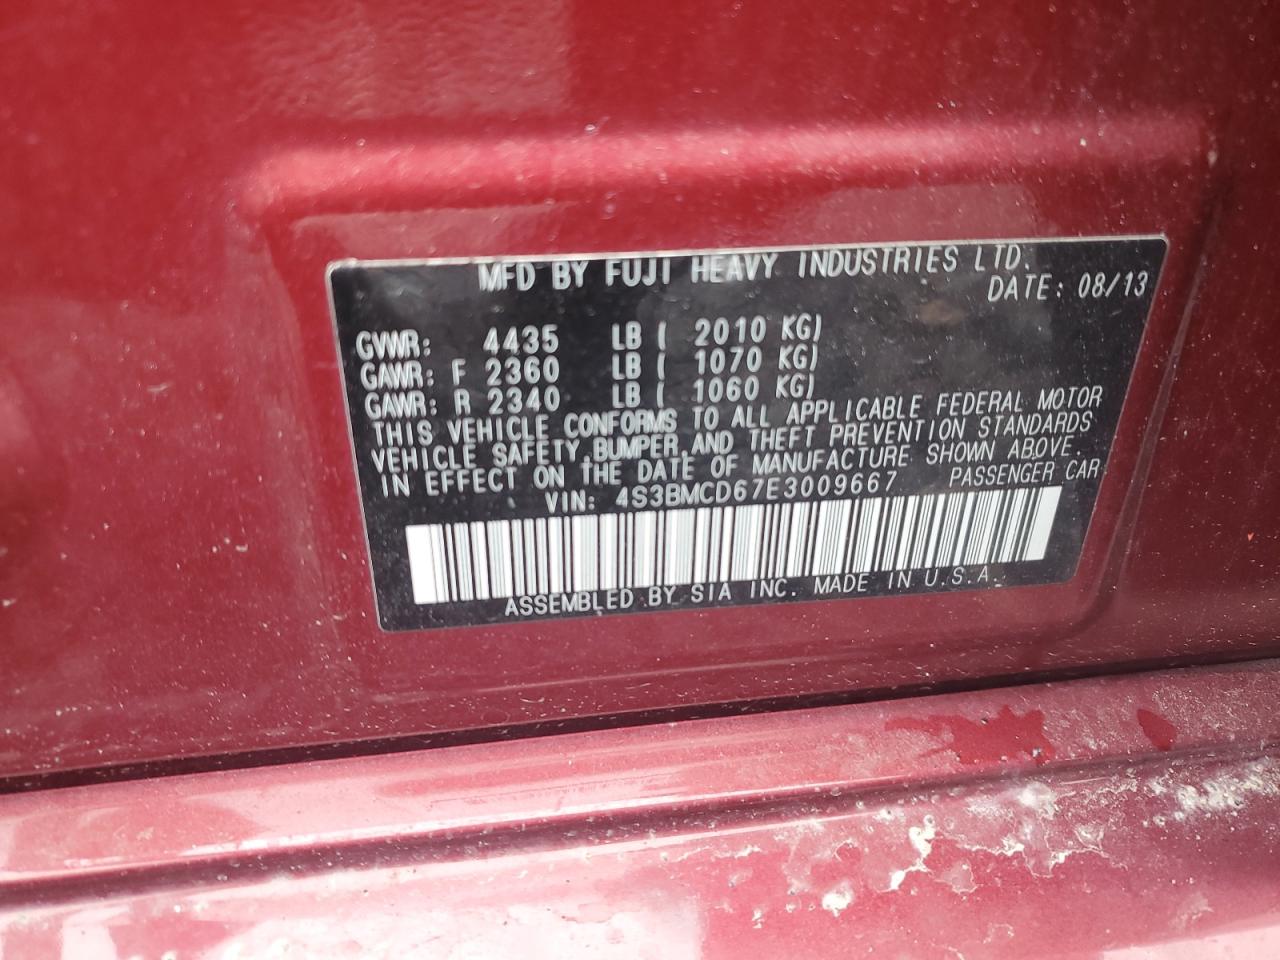 MFD BY FUJI HEAVY INDUSTRIES LTD.
DATE: 08/13
GVWR: 4435 LB ( 2010 KG)
GAWR: F 2360 LB ( 1070 KG)
GAWR: R 2340 LB ( 1060 KG)
THIS VEHICLE CONFORMS TO ALL APPLICABLE FEDERAL MOTOR
VEHICLE SAFETY, BUMPER, AND THEFT PREVENTION STANDARDS
IN EFFECT ON THE DATE OF MANUFACTURE SHOWN ABOVE.
VIN: 4S3BMCD67E3009667 PASSENGER CAR
ASSEMBLED BY SIA INC. MADE IN U.S.A.